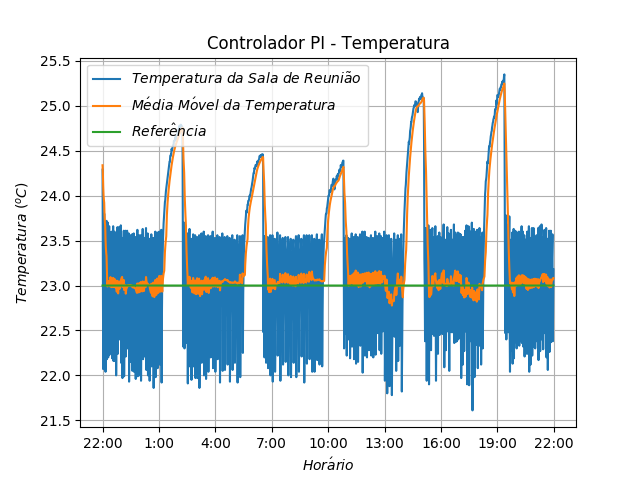 Controlador PI - Temperatura
Temperatura da Sala de Reunião
Média Móvel da Temperatura
Referência
25.5
25.0
24.5
24.0
23.5
23.0
22.5
22.0
21.5
Temperatura (°C)
22:00 1:00 4:00 7:00 10:00 13:00 16:00 19:00 22:00
Horário